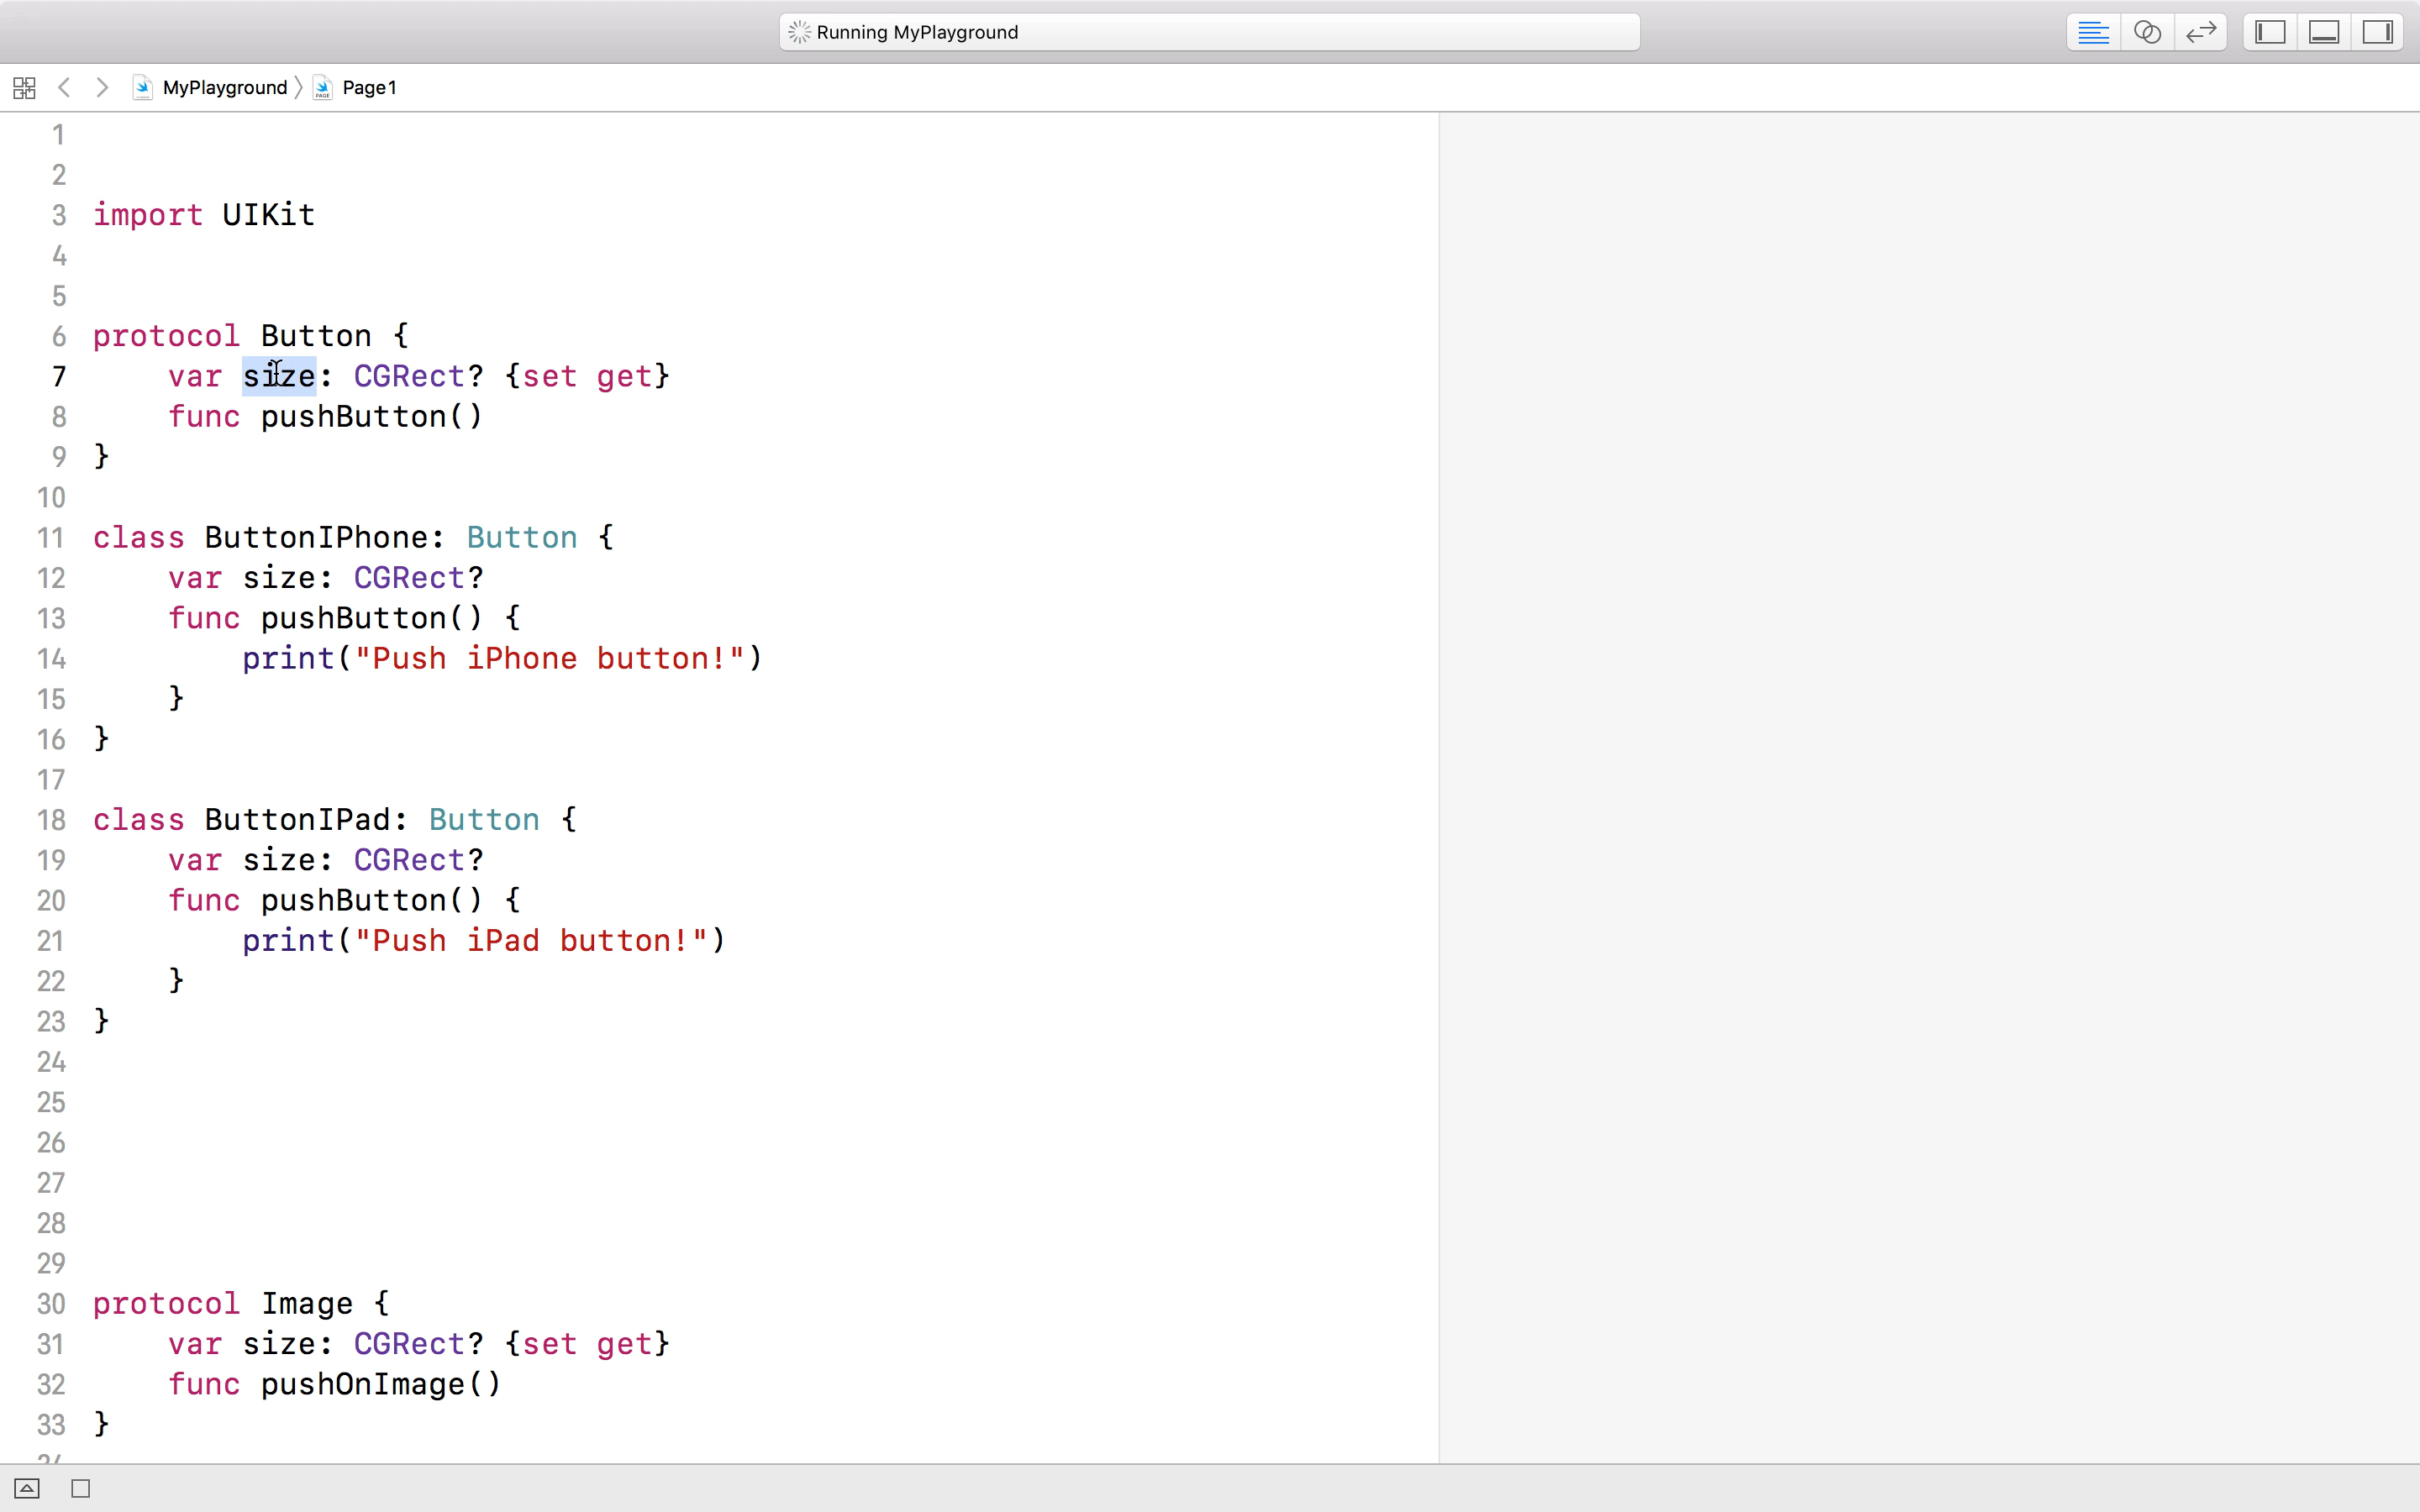 Running MyPlayground
MyPlayground Page1
1
2
3 import UIKit
4
5
6 protocol Button {
7 var size: CGRect? {set get}
8 func pushButton()
9 }
10
11 class ButtonIPhone: Button {
12 var size: CGRect?
13 func pushButton() {
14 print("Push iPhone button!")
15 }
16 }
17
18 class ButtonIPad: Button {
19 var size: CGRect?
20 func pushButton() {
21 print("Push iPad button!")
22 }
23 }
24
25
26
27
28
29
30 protocol Image {
31 var size: CGRect? {set get}
32 func pushOnImage()
33 }